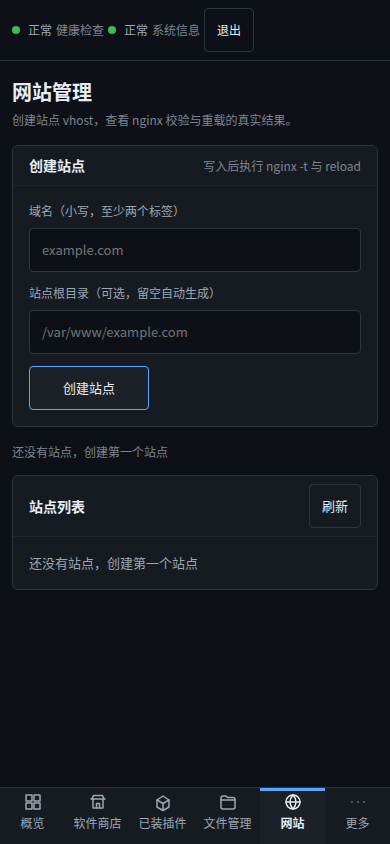 正常 健康检查 正常 系统信息 退出
网站管理
创建站点 vhost，查看 nginx 校验与重载的真实结果。
创建站点 写入后执行 nginx -t 与 reload
域名（小写，至少两个标签）
example.com
站点根目录（可选，留空自动生成）
/var/www/example.com
创建站点
还没有站点，创建第一个站点
站点列表 刷新
还没有站点，创建第一个站点
概览 软件商店 已装插件 文件管理 网站 更多